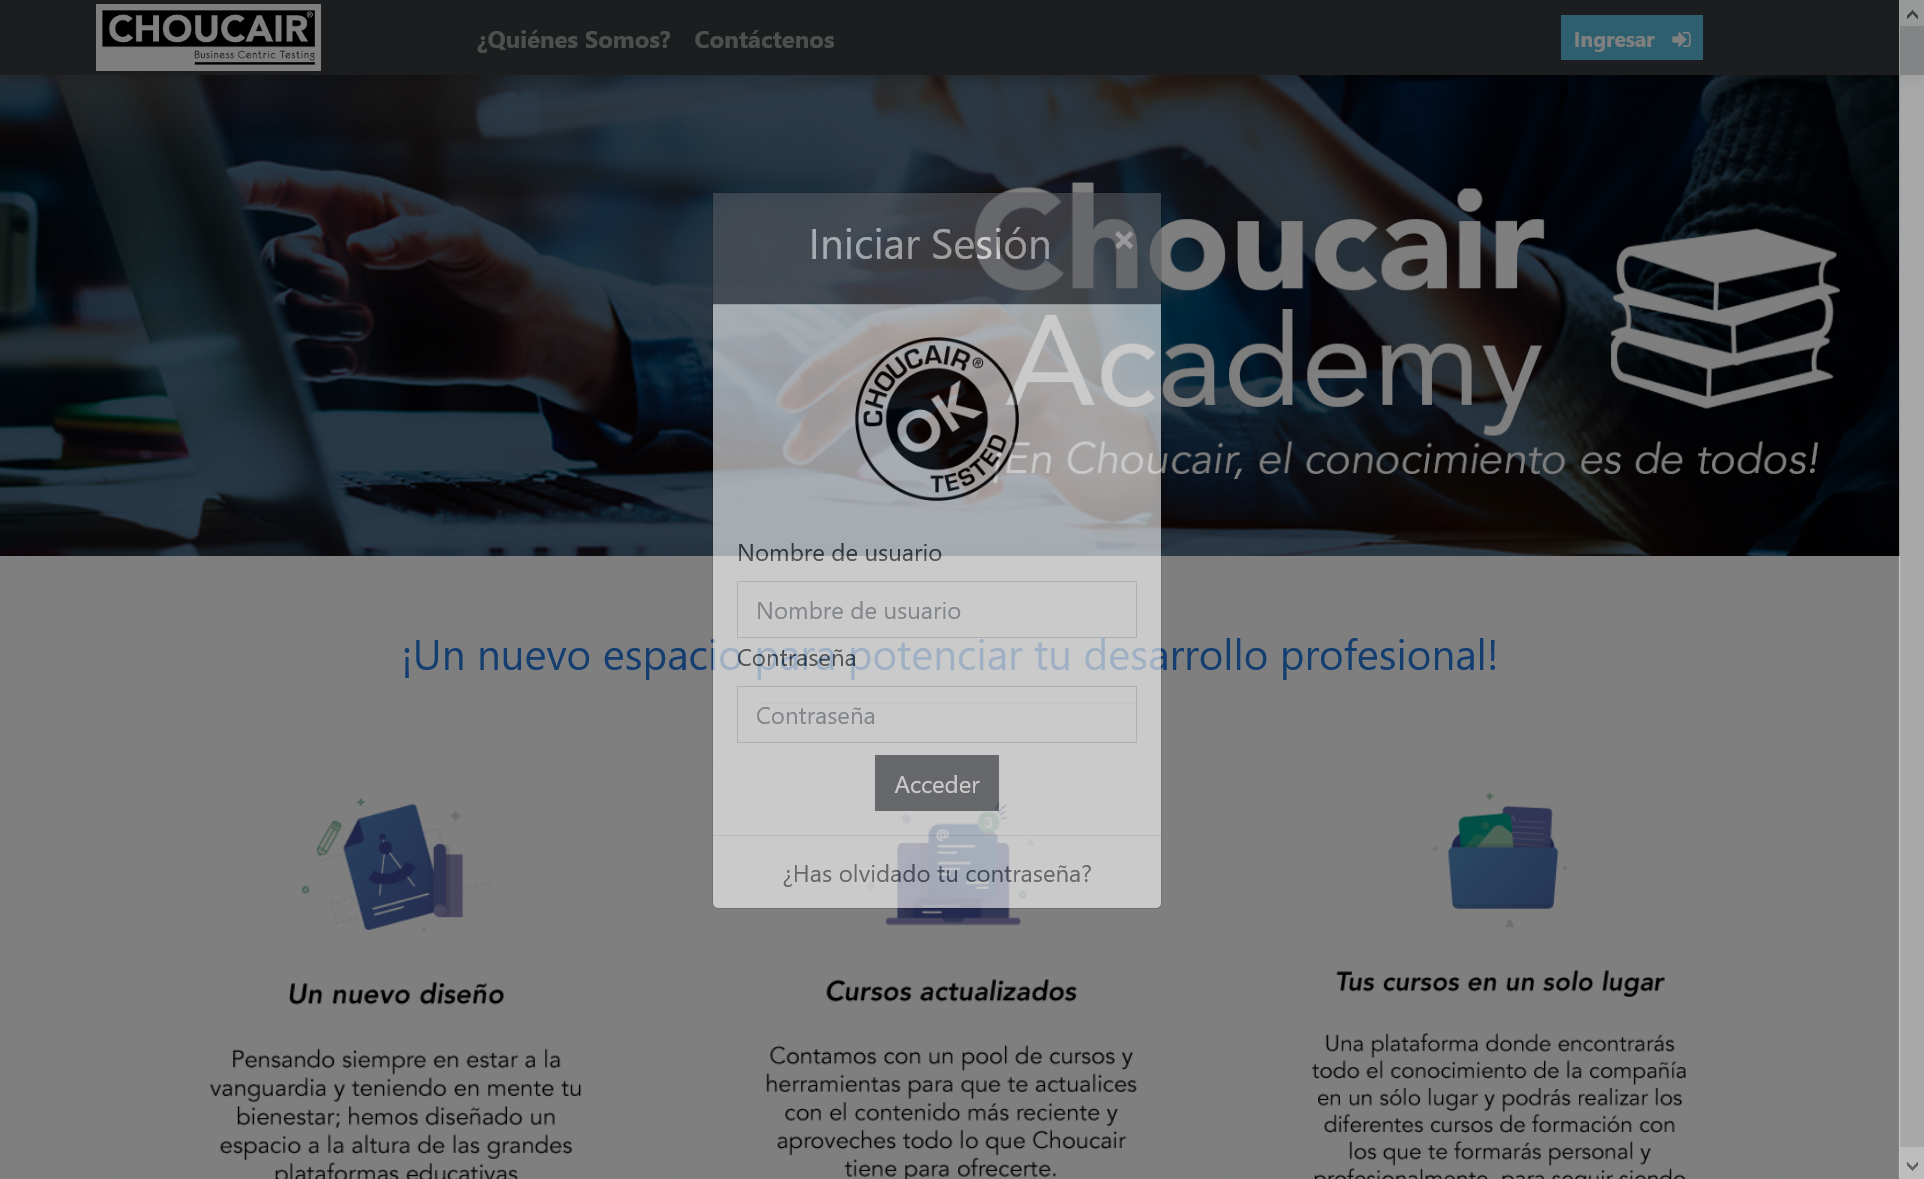 CHOUCAIR®
Business Centric Testing
¿Quiénes Somos?
Contáctenos
Ingresar
Iniciar Sesión
×
Choucair
Academy
¡En Choucair, el conocimiento es de todos!
CHOUCAIR®
OK
TESTED
Nombre de usuario
Nombre de usuario
Contraseña
¡Un nuevo espacio para potenciar tu desarrollo profesional!
Contraseña
Acceder
@
3
¿Has olvidado tu contraseña?
Un nuevo diseño
Pensando siempre en estar a la
vanguardia y teniendo en mente tu
bienestar; hemos diseñado un
espacio a la altura de las grandes
plataformas educativas
Cursos actualizados
Contamos con un pool de cursos y
herramientas para que te actualices
con el contenido más reciente y
aproveches todo lo que Choucair
tiene para ofrecerte.
Tus cursos en un solo lugar
Una plataforma donde encontrarás
todo el conocimiento de la compañía
en un sólo lugar y podrás realizar los
diferentes cursos de formación con
los que te formarás personal y
profesionalmente, para seguir siendo